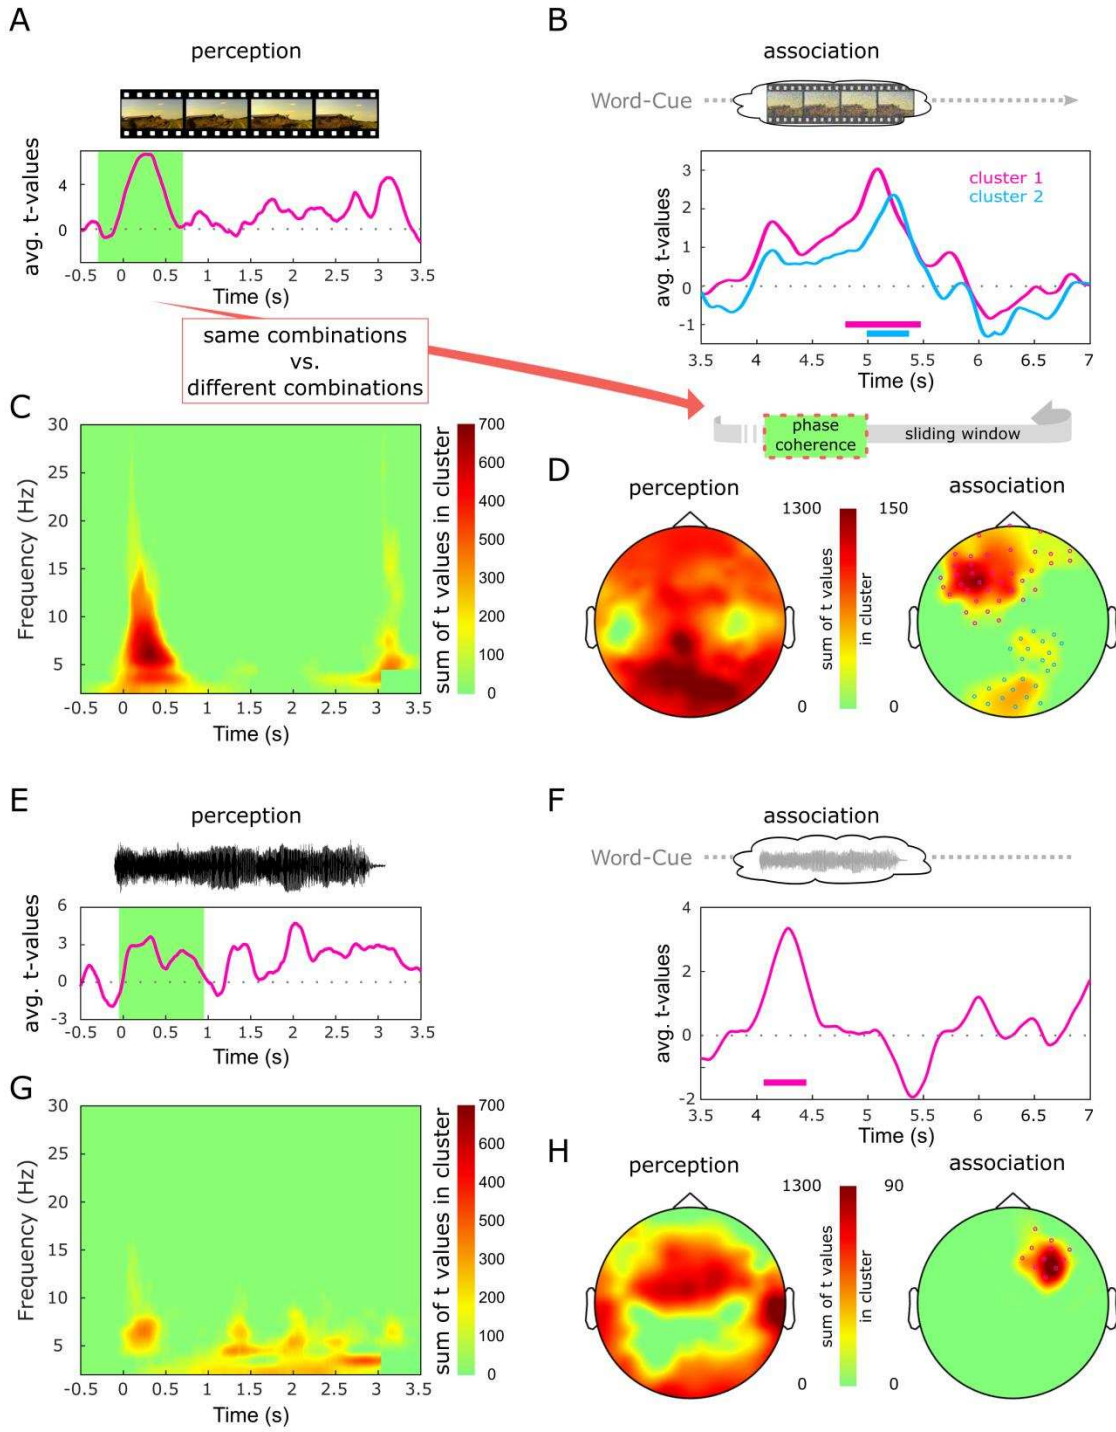 A
perception
avg. t-values
4
0
-0.5 0 0.5 1 1.5 2 2.5 3 3.5
Time (s)
B
association
Word-Cue
avg. t-values
3
2
1
0
-1
cluster 1
cluster 2
3.5 4 4.5 5 5.5 6 6.5 7
Time (s)
same combinations
vs.
different combinations
phase
coherence
sliding window
C
Frequency (Hz)
30
25
20
15
10
5
-0.5 0 0.5 1 1.5 2 2.5 3 3.5
Time (s)
sum of t values in cluster
700
600
500
400
300
200
100
0
D
perception
association
1300 150
sum of t values
in cluster
0 0
E
perception
avg. t-values
6
3
0
-3
-0.5 0 0.5 1 1.5 2 2.5 3 3.5
Time (s)
F
association
Word-Cue
avg. t-values
4
2
0
-2
3.5 4 4.5 5 5.5 6 6.5 7
Time (s)
G
Frequency (Hz)
30
25
20
15
10
5
-0.5 0 0.5 1 1.5 2 2.5 3 3.5
Time (s)
sum of t values in cluster
700
600
500
400
300
500
200
100
0
H
perception
association
1300 90
sum of t values
in cluster
0 0